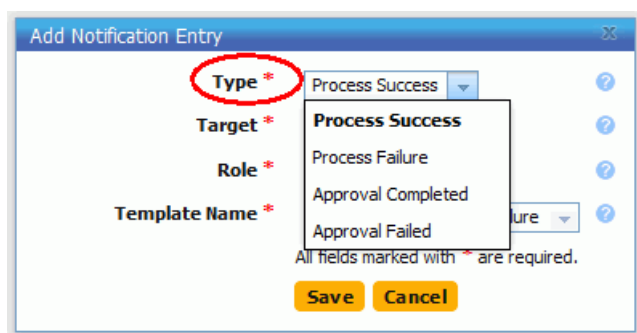 Add Notification Entry
Type * Process Success
Target * Process Success
Process Failure
Role *
Approval Completed
Template Name * lure
Approval Failed
All fields marked with * are required.
Save Cancel